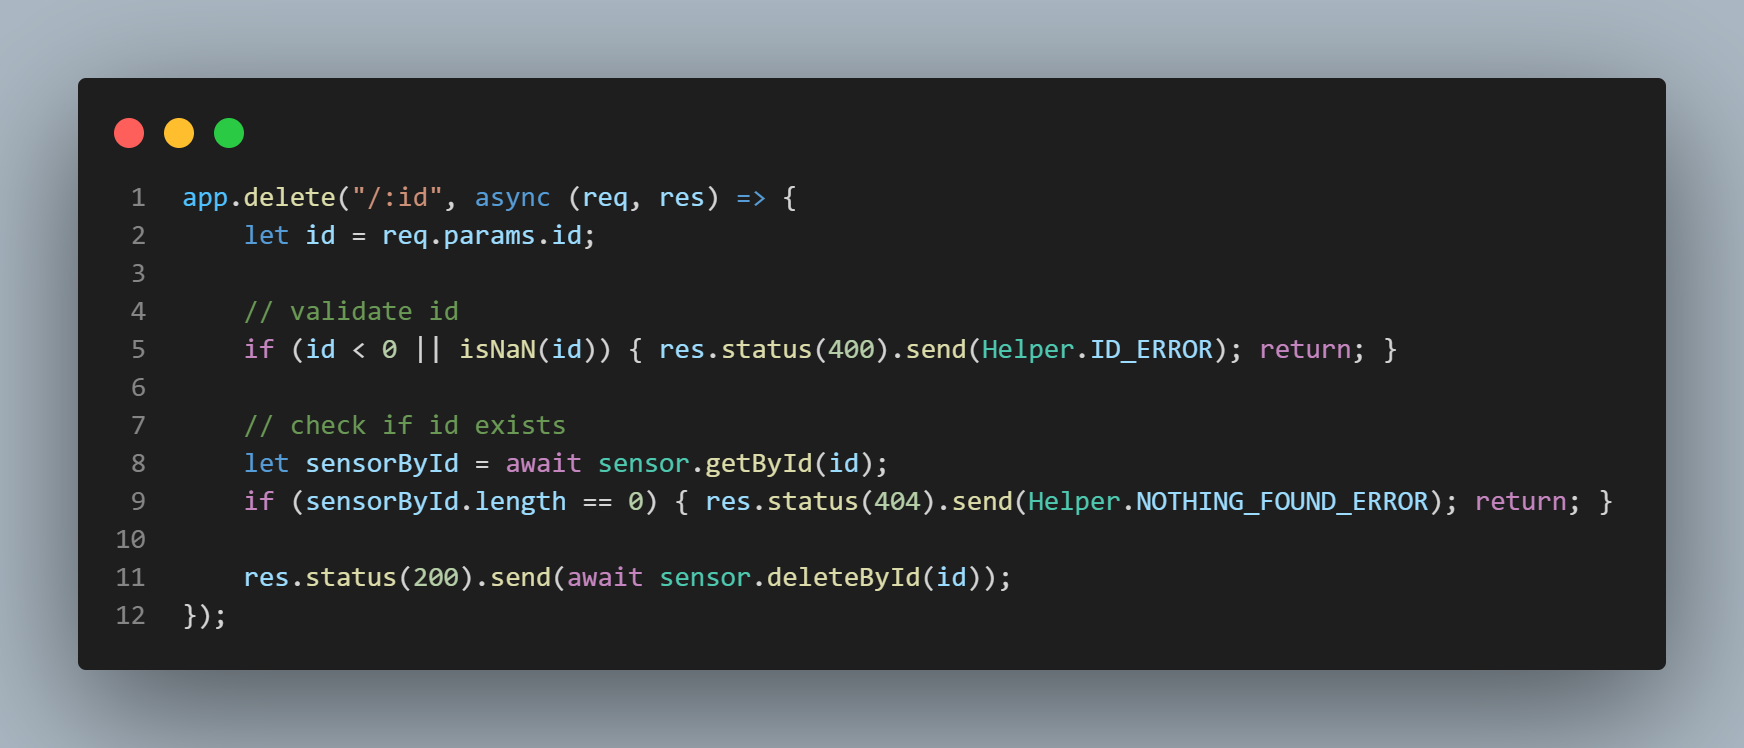 1 app.delete("/:id", async (req, res) => {
2     let id = req.params.id;
3
4     // validate id
5     if (id < 0 || isNaN(id)) { res.status(400).send(Helper.ID_ERROR); return; }
6
7     // check if id exists
8     let sensorById = await sensor.getById(id);
9     if (sensorById.length == 0) { res.status(404).send(Helper.NOTHING_FOUND_ERROR); return; }
10
11     res.status(200).send(await sensor.deleteById(id));
12 });